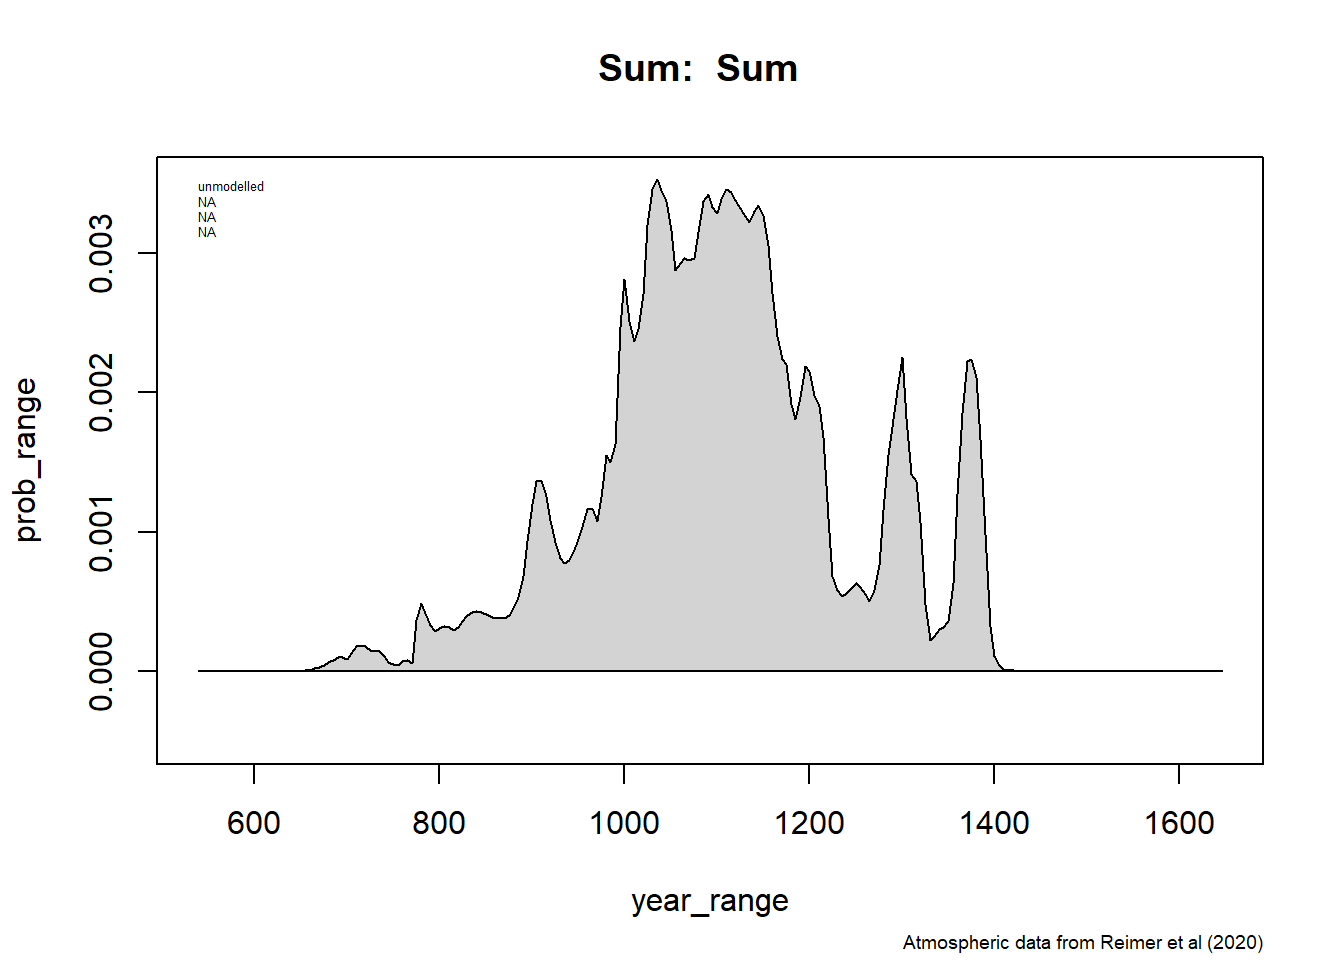 Sum:  Sum
unmodelled
NA
NA
NA
prob_range
0.003
0.002
0.001
0.000
600 800 1000 1200 1400 1600
year_range
Atmospheric data from Reimer et al (2020)